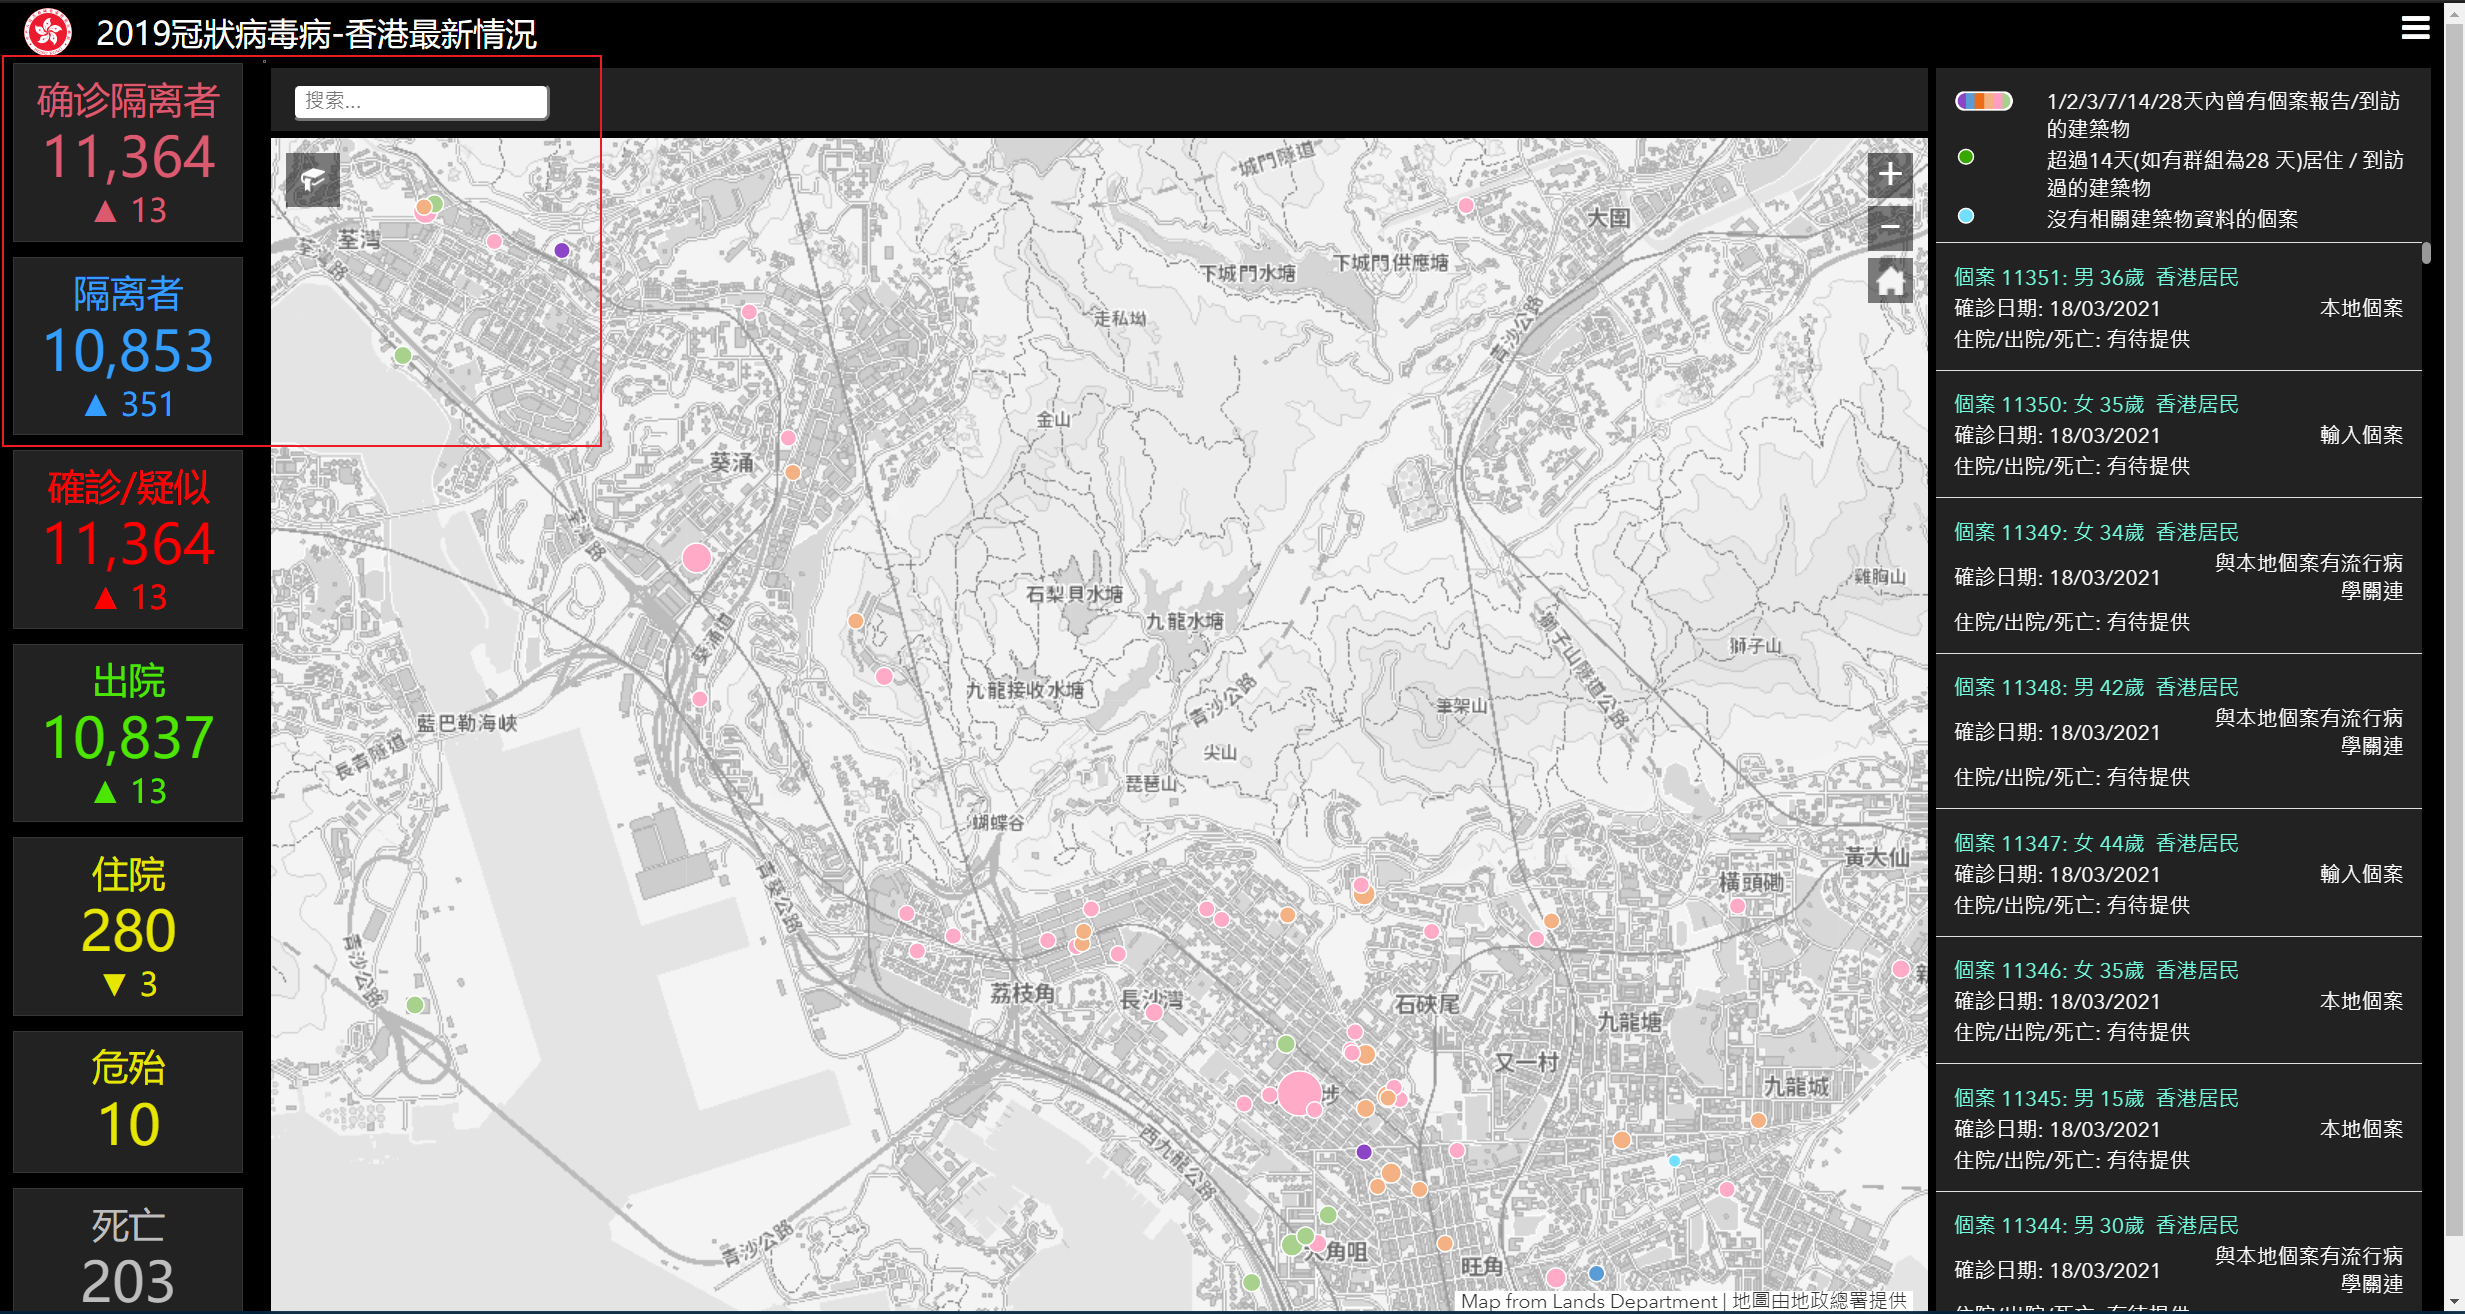 2019冠狀病毒病-香港最新情況
确诊隔离者
11,364
▲ 13
隔离者
10,853
▲ 351
確診/疑似
11,364
▲ 13
出院
10,837
▲ 13
住院
280
▼ 3
危殆
10
死亡
203
搜索...
城門隧道
大圍
荃灣
下城門水塘
下城門供應塘
走私坳
青沙公路
金山
葵涌
雞胸山
石梨貝水塘
九龍水塘
葵涌道
獅子山隧道公路
獅子山
九龍接收水塘
青沙公路
筆架山
藍巴勒海峽
長青隧道
尖山
琵琶山
蝴蝶谷
黃大仙
橫頭磡
青葵公路
青沙公路
荔枝角
長沙灣
石硤尾
九龍塘
又一村
九龍城
西九龍公路
青沙公路
大角咀
旺角
Map from Lands Department | 地圖由地政總署提供
1/2/3/7/14/28天內曾有個案報告/到訪
的建築物
超過14天(如有群組為28 天)居住 / 到訪
過的建築物
沒有相關建築物資料的個案
個案 11351: 男 36歲 香港居民
確診日期: 18/03/2021 本地個案
住院/出院/死亡: 有待提供
個案 11350: 女 35歲 香港居民
確診日期: 18/03/2021 輸入個案
住院/出院/死亡: 有待提供
個案 11349: 女 34歲 香港居民
確診日期: 18/03/2021 與本地個案有流行病
學關連
住院/出院/死亡: 有待提供
個案 11348: 男 42歲 香港居民
確診日期: 18/03/2021 與本地個案有流行病
學關連
住院/出院/死亡: 有待提供
個案 11347: 女 44歲 香港居民
確診日期: 18/03/2021 輸入個案
住院/出院/死亡: 有待提供
個案 11346: 女 35歲 香港居民
確診日期: 18/03/2021 本地個案
住院/出院/死亡: 有待提供
個案 11345: 男 15歲 香港居民
確診日期: 18/03/2021 本地個案
住院/出院/死亡: 有待提供
個案 11344: 男 30歲 香港居民
確診日期: 18/03/2021 與本地個案有流行病
學關連